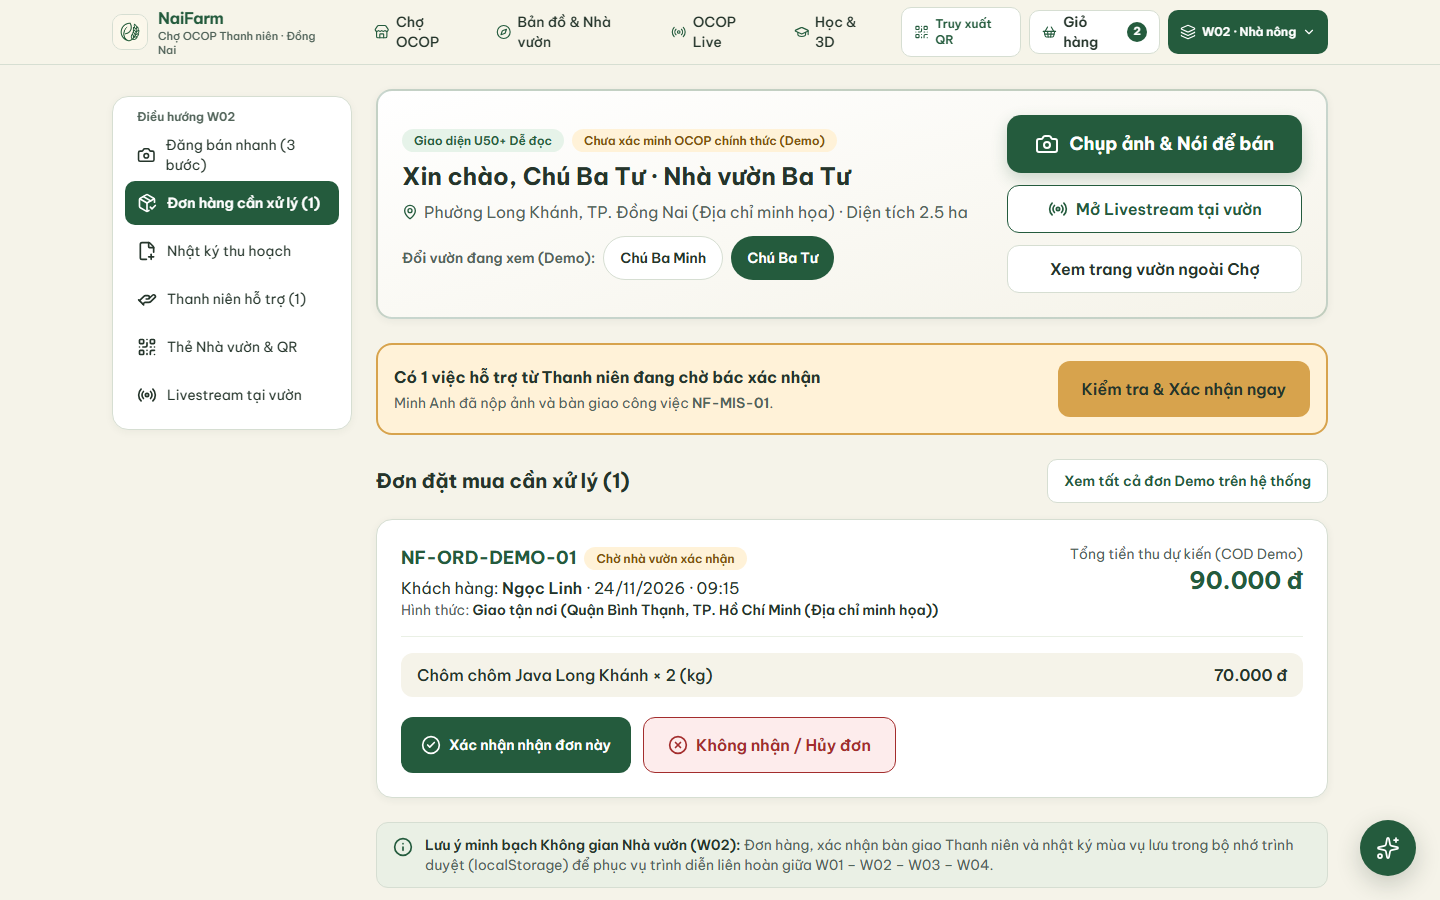 NaiFarm
Chợ OCOP Thanh niên · Đồng
Nai
Chợ
OCOP
Bản đồ & Nhà
vườn
OCOP
Live
Học &
3D
Truy xuất
QR
Giỏ
hàng
2
W02 · Nhà nông
Điều hướng W02
Đăng bán nhanh (3
bước)
Đơn hàng cần xử lý (1)
Nhật ký thu hoạch
Thanh niên hỗ trợ (1)
Thẻ Nhà vườn & QR
Livestream tại vườn
Giao diện U50+ Dễ đọc
Chưa xác minh OCOP chính thức (Demo)
Xin chào, Chú Ba Tư · Nhà vườn Ba Tư
Phường Long Khánh, TP. Đồng Nai (Địa chỉ minh họa) · Diện tích 2.5 ha
Đổi vườn đang xem (Demo):
Chú Ba Minh
Chú Ba Tư
Chụp ảnh & Nói để bán
Mở Livestream tại vườn
Xem trang vườn ngoài Chợ
Có 1 việc hỗ trợ từ Thanh niên đang chờ bác xác nhận
Minh Anh đã nộp ảnh và bàn giao công việc NF-MIS-01.
Kiểm tra & Xác nhận ngay
Đơn đặt mua cần xử lý (1)
Xem tất cả đơn Demo trên hệ thống
NF-ORD-DEMO-01
Chờ nhà vườn xác nhận
Khách hàng: Ngọc Linh · 24/11/2026 · 09:15
Hình thức: Giao tận nơi (Quận Bình Thạnh, TP. Hồ Chí Minh (Địa chỉ minh họa))
Tổng tiền thu dự kiến (COD Demo)
90.000 đ
Chôm chôm Java Long Khánh × 2 (kg)
70.000 đ
Xác nhận nhận đơn này
Không nhận / Hủy đơn
Lưu ý minh bạch Không gian Nhà vườn (W02): Đơn hàng, xác nhận bàn giao Thanh niên và nhật ký mùa vụ lưu trong bộ nhớ trình
duyệt (localStorage) để phục vụ trình diễn liên hoàn giữa W01 – W02 – W03 – W04.